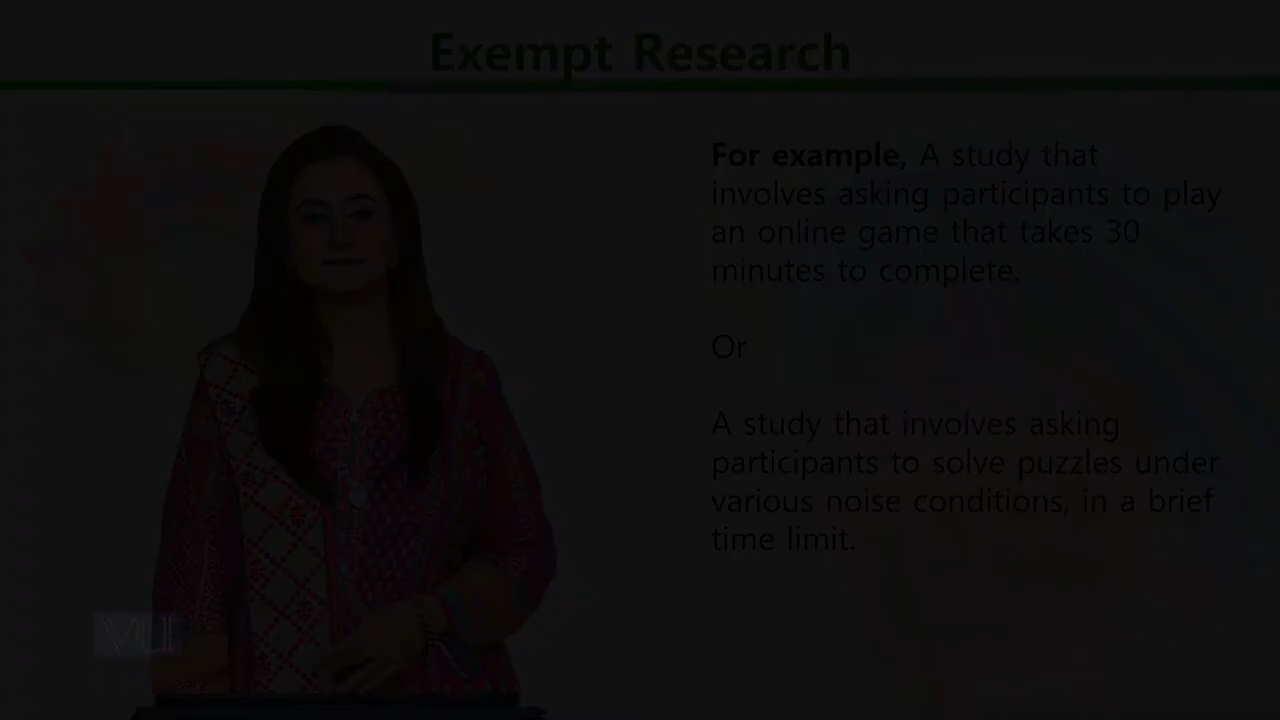 Exempt Research
For example, A study that
involves asking participants to play
an online game that takes 30
minutes to complete.
Or
A study that involves asking
participants to solve puzzles under
various noise conditions, in a brief
time limit.
VU